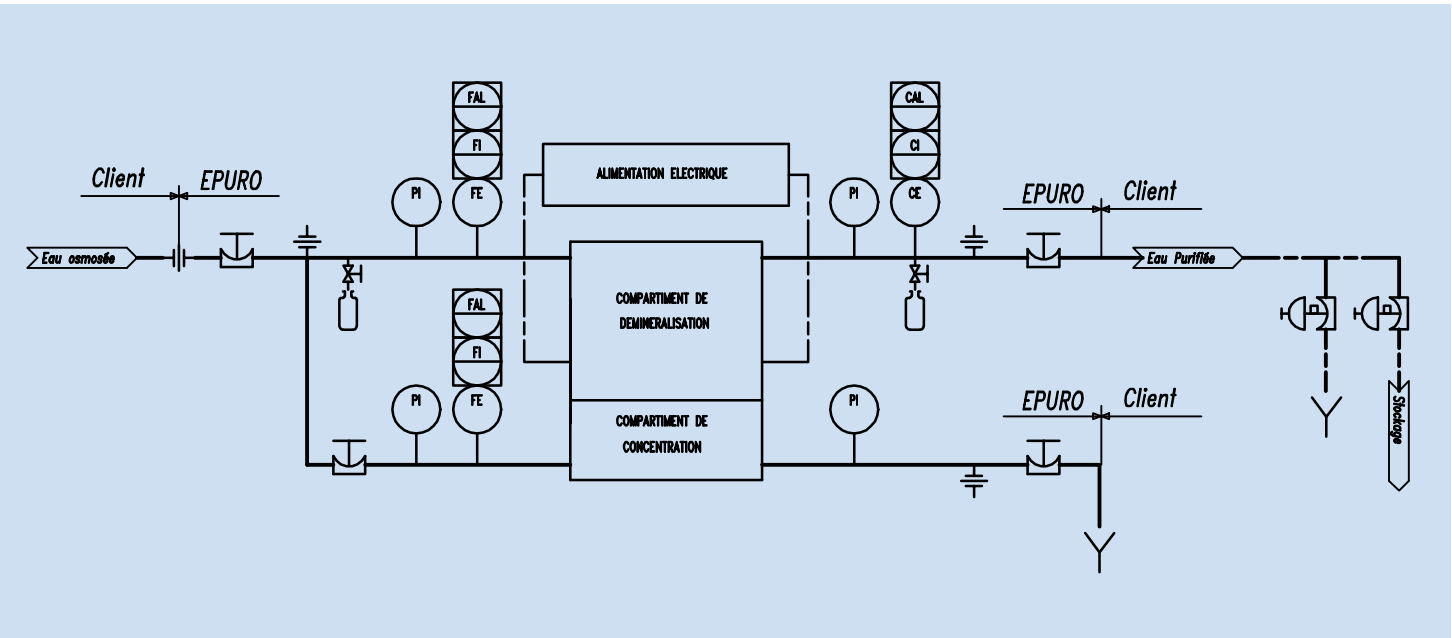 FAL
CAL
FI
CI
ALIMENTATION ELECTRIQUE
Client
EPURO
PI
FE
PI
CE
EPURO
Client
Eau osmosée
Eau Purifiée
COMPARTIMENT DE
DEMINERALISATION
FAL
FI
PI
FE
PI
EPURO
Client
Stockage
COMPARTIMENT DE
CONCENTRATION